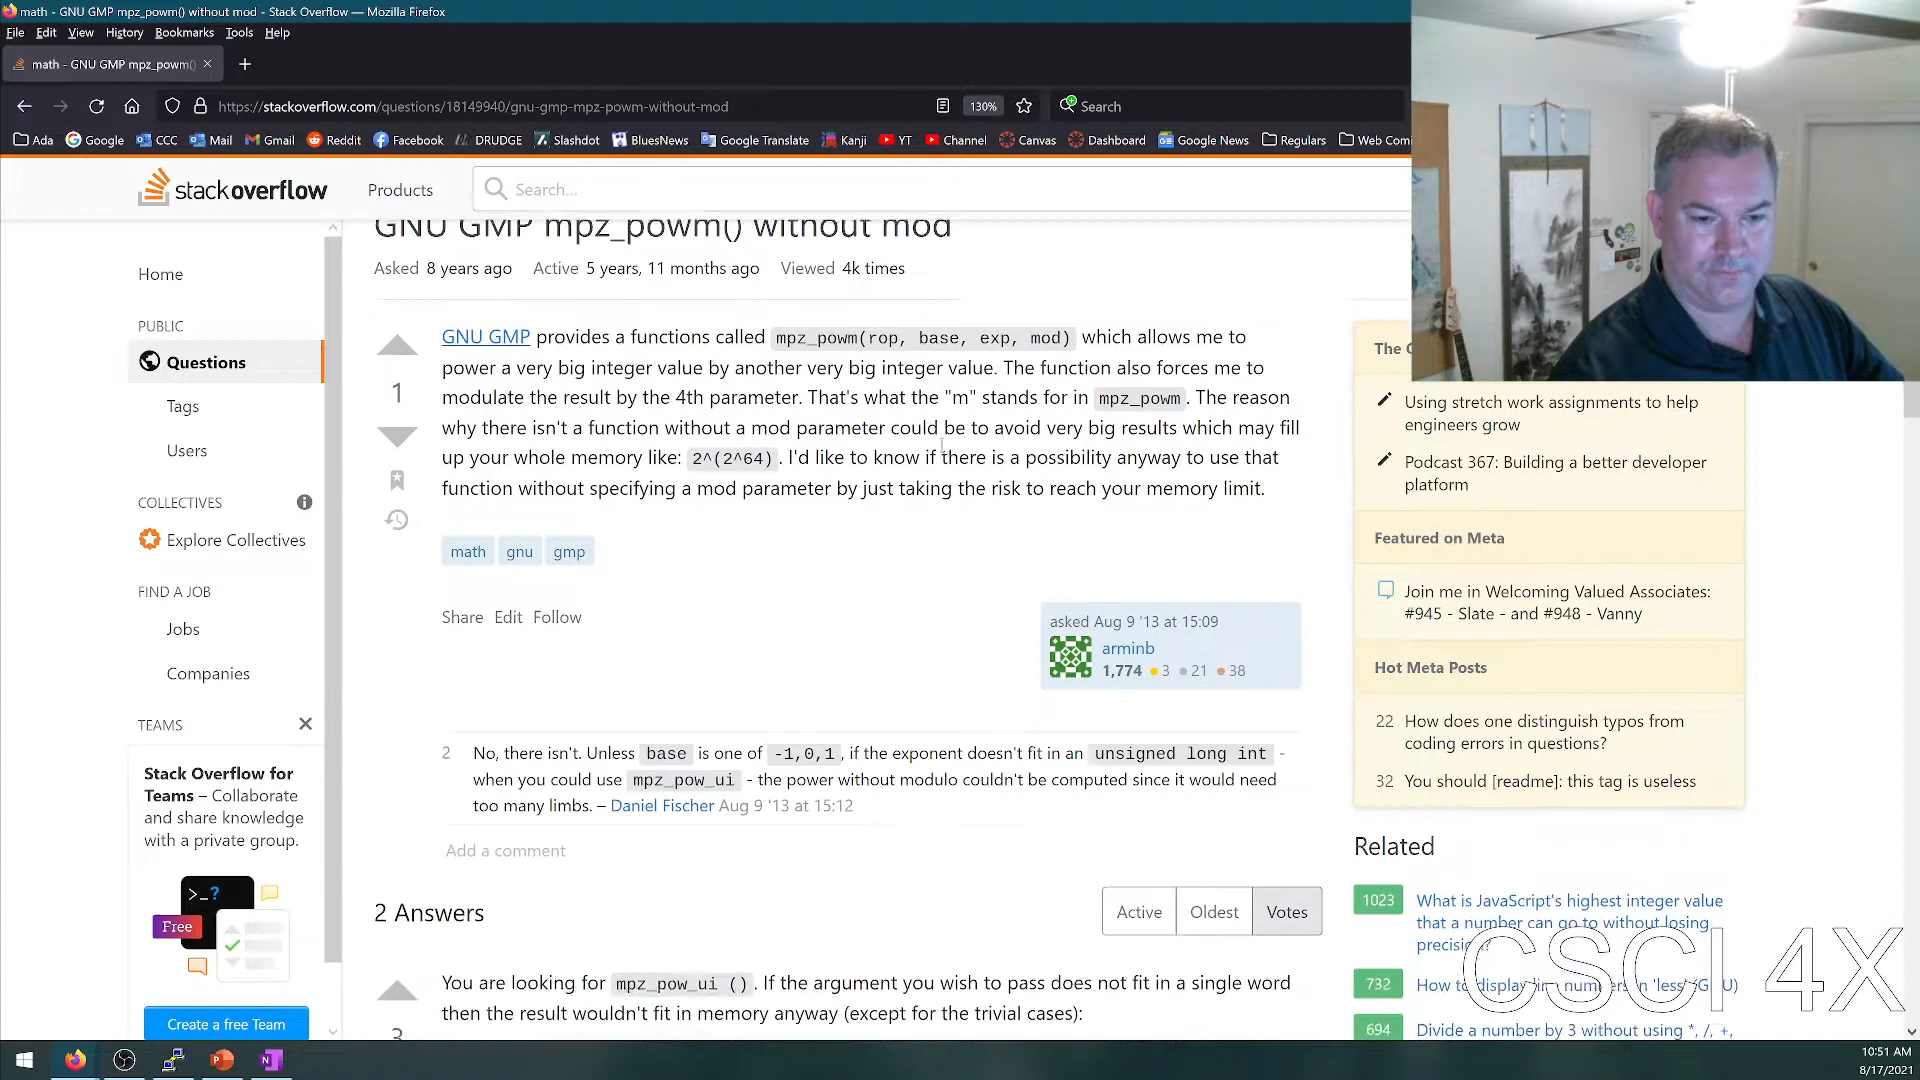 math - GNU GMP mpz_powm() without mod - Stack Overflow — Mozilla Firefox
File Edit View History Bookmarks Tools Help
math - GNU GMP mpz_powm()
https://stackoverflow.com/questions/18149940/gnu-gmp-mpz-powm-without-mod 130% Search
Ada Google CCC Mail Gmail Reddit Facebook DRUDGE Slashdot BluesNews Google Translate Kanji YT Channel Canvas Dashboard Google News Regulars Web Comi
stackoverflow Products Search...
GNU GMP mpz_powm() without mod
Asked 8 years ago Active 5 years, 11 months ago Viewed 4k times
Home
PUBLIC
Questions
Tags
Users
COLLECTIVES
Explore Collectives
FIND A JOB
Jobs
Companies
TEAMS
Stack Overflow for
Teams – Collaborate
and share knowledge
with a private group.
>_?
Free
Create a free Team
1
GNU GMP provides a functions called mpz_powm(rop, base, exp, mod) which allows me to
power a very big integer value by another very big integer value. The function also forces me to
modulate the result by the 4th parameter. That's what the "m" stands for in mpz_powm. The reason
why there isn't a function without a mod parameter could be to avoid very big results which may fill
up your whole memory like: 2^(2^64). I'd like to know if there is a possibility anyway to use that
function without specifying a mod parameter by just taking the risk to reach your memory limit.
math gnu gmp
Share Edit Follow
asked Aug 9 '13 at 15:09
arminb
1,774 3 21 38
2 No, there isn't. Unless base is one of -1,0,1, if the exponent doesn't fit in an unsigned long int -
when you could use mpz_pow_ui - the power without modulo couldn't be computed since it would need
too many limbs. – Daniel Fischer Aug 9 '13 at 15:12
Add a comment
2 Answers
Active Oldest Votes
You are looking for mpz_pow_ui (). If the argument you wish to pass does not fit in a single word
then the result wouldn't fit in memory anyway (except for the trivial cases):
3
The
Using stretch work assignments to help
engineers grow
Podcast 367: Building a better developer
platform
Featured on Meta
Join me in Welcoming Valued Associates:
#945 - Slate - and #948 - Vanny
Hot Meta Posts
22 How does one distinguish typos from
coding errors in questions?
32 You should [readme]: this tag is useless
Related
1023 What is JavaScript's highest integer value
that a number can go to without losing
precision?
732 How to display line numbers in 'less' (GNU)
694 Divide a number by 3 without using *, /, +,
CSCI 4X
10:51 AM
8/17/2021